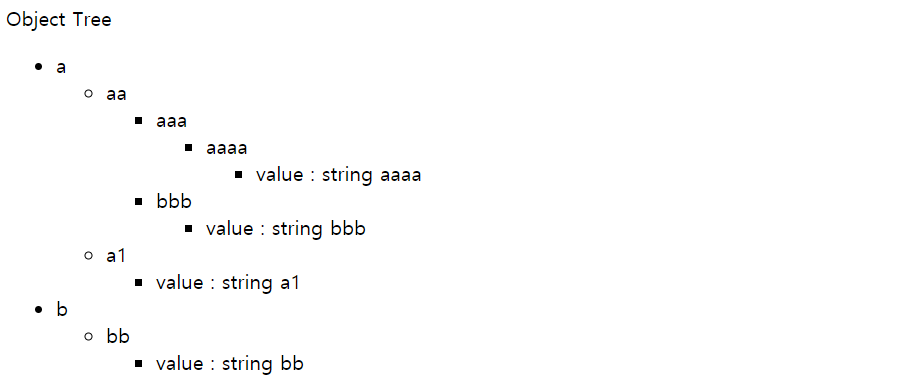 Object Tree
a
aa
aaa
aaaa
value : string aaaa
bbb
value : string bbb
a1
value : string a1
b
bb
value : string bb